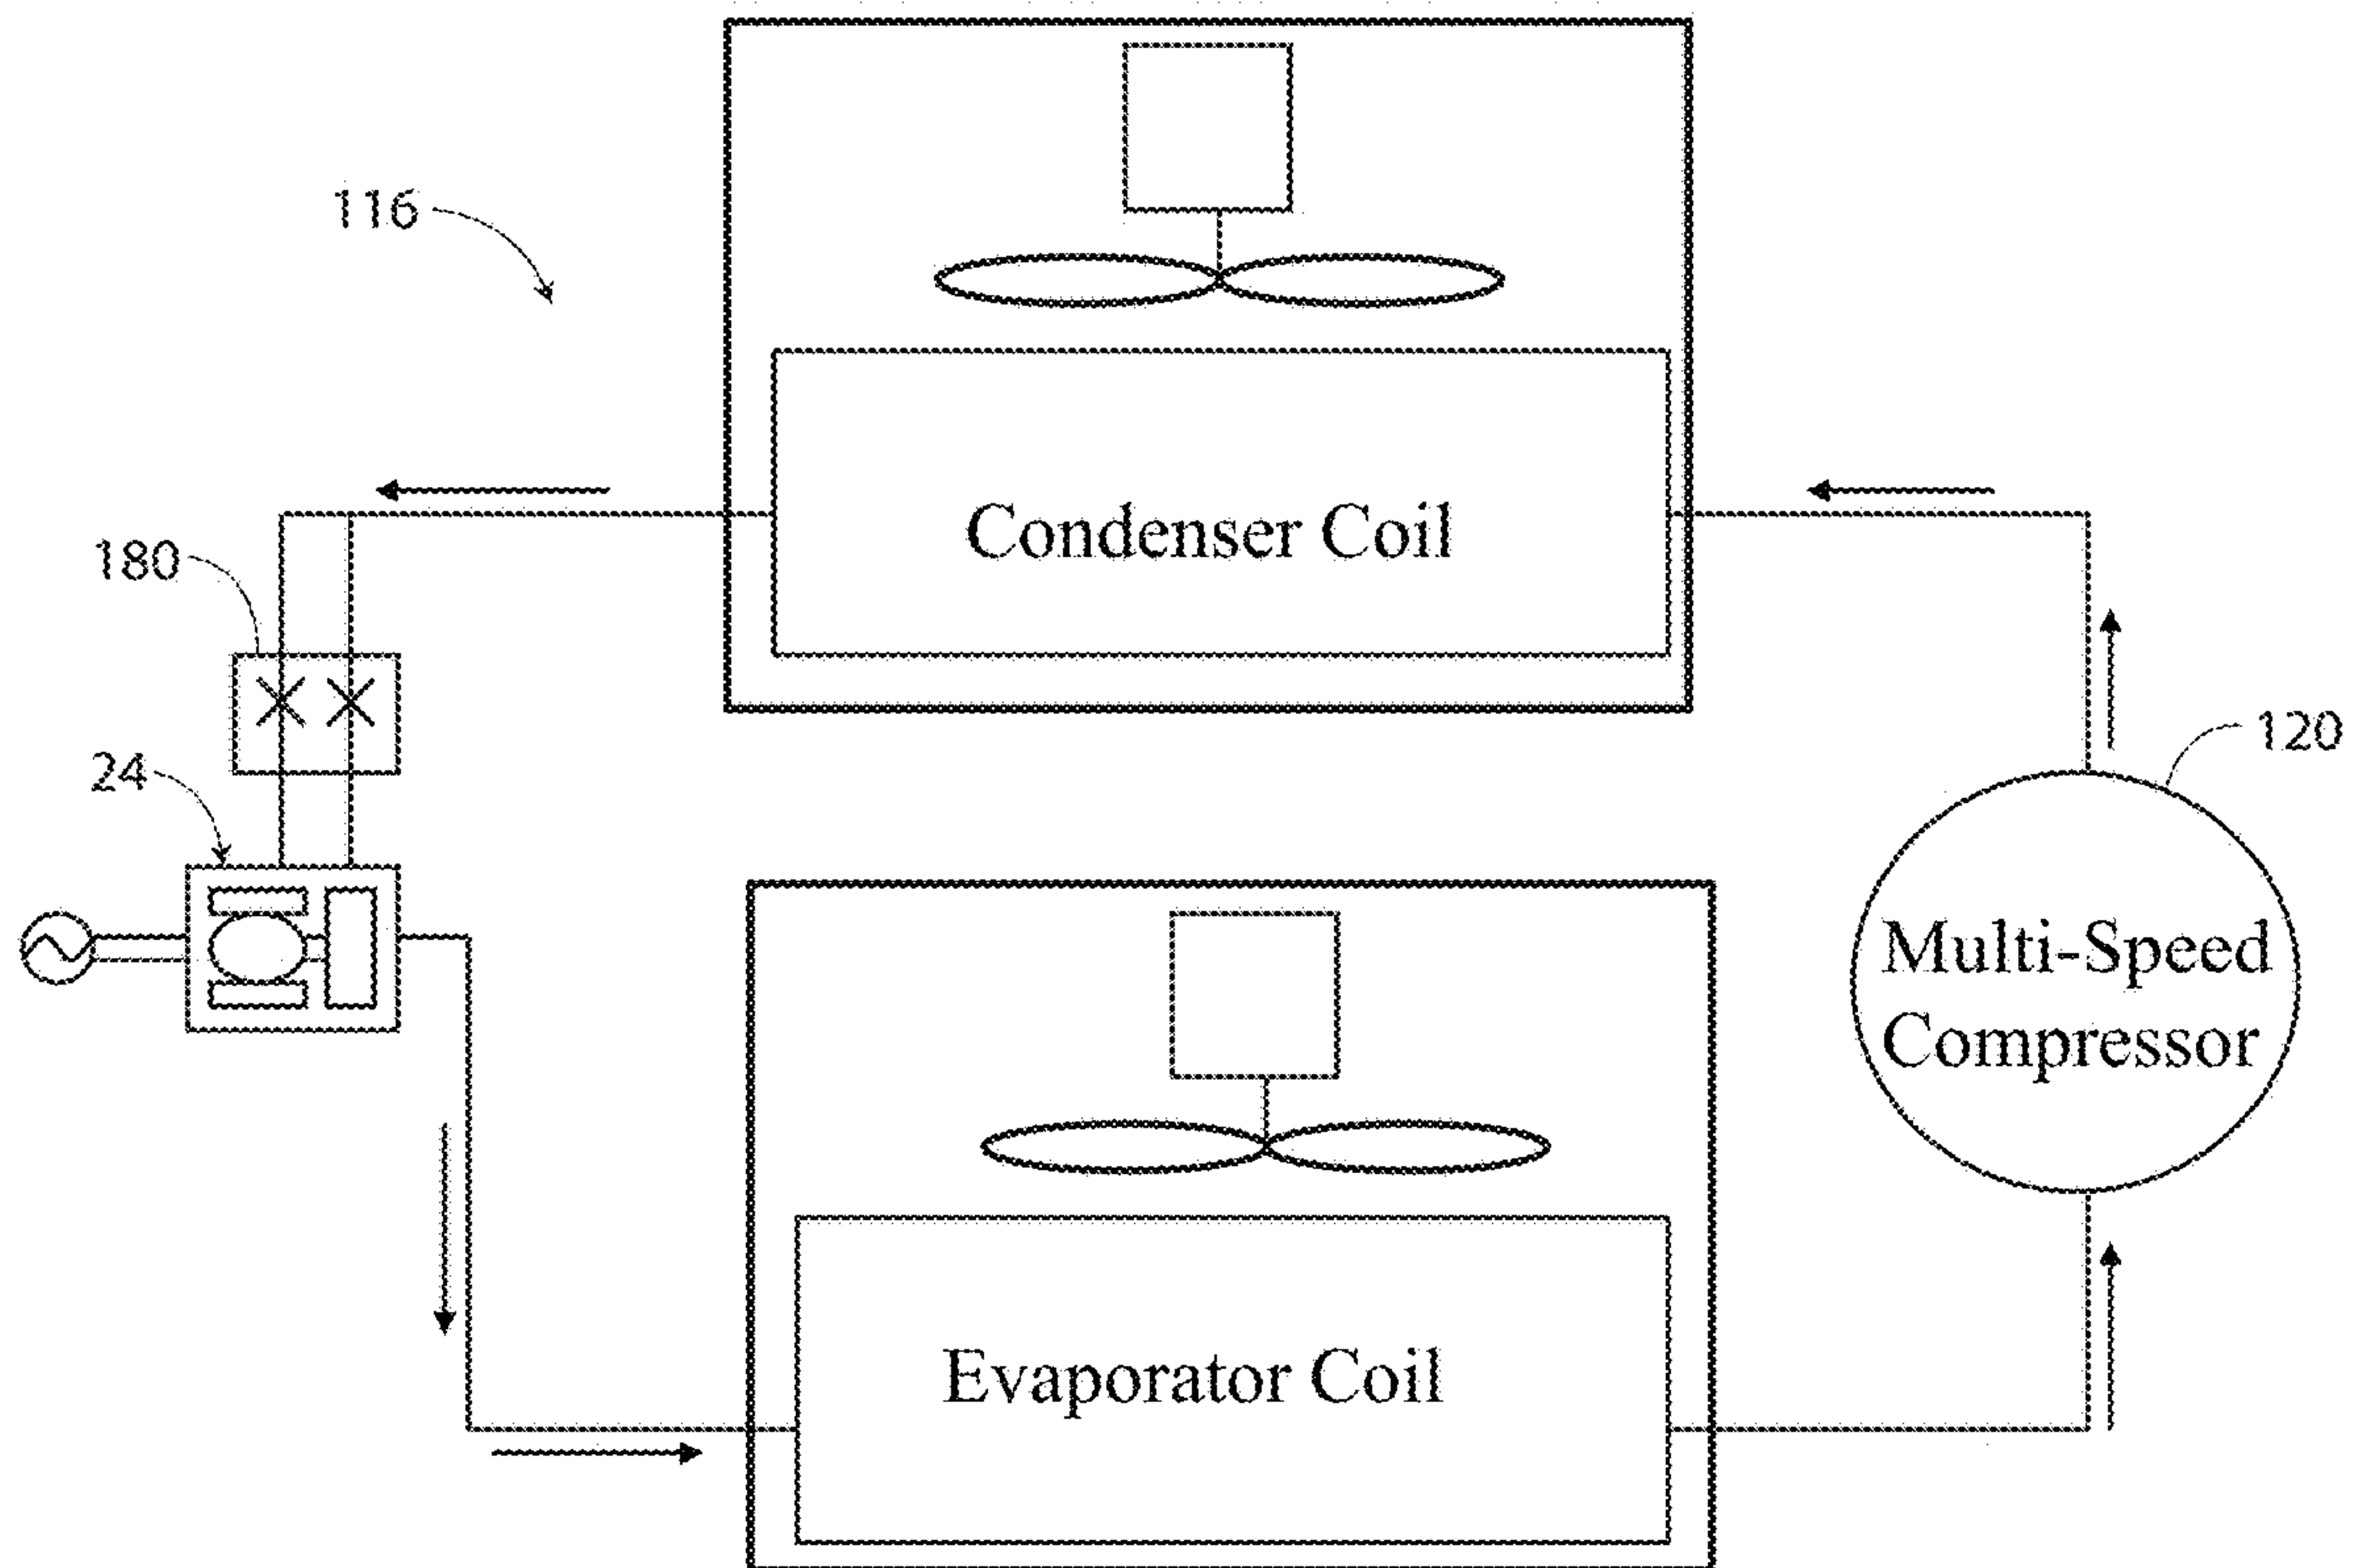 116
Condenser Coil
180
24
120
Multi-Speed
Compressor
Evaporator Coil